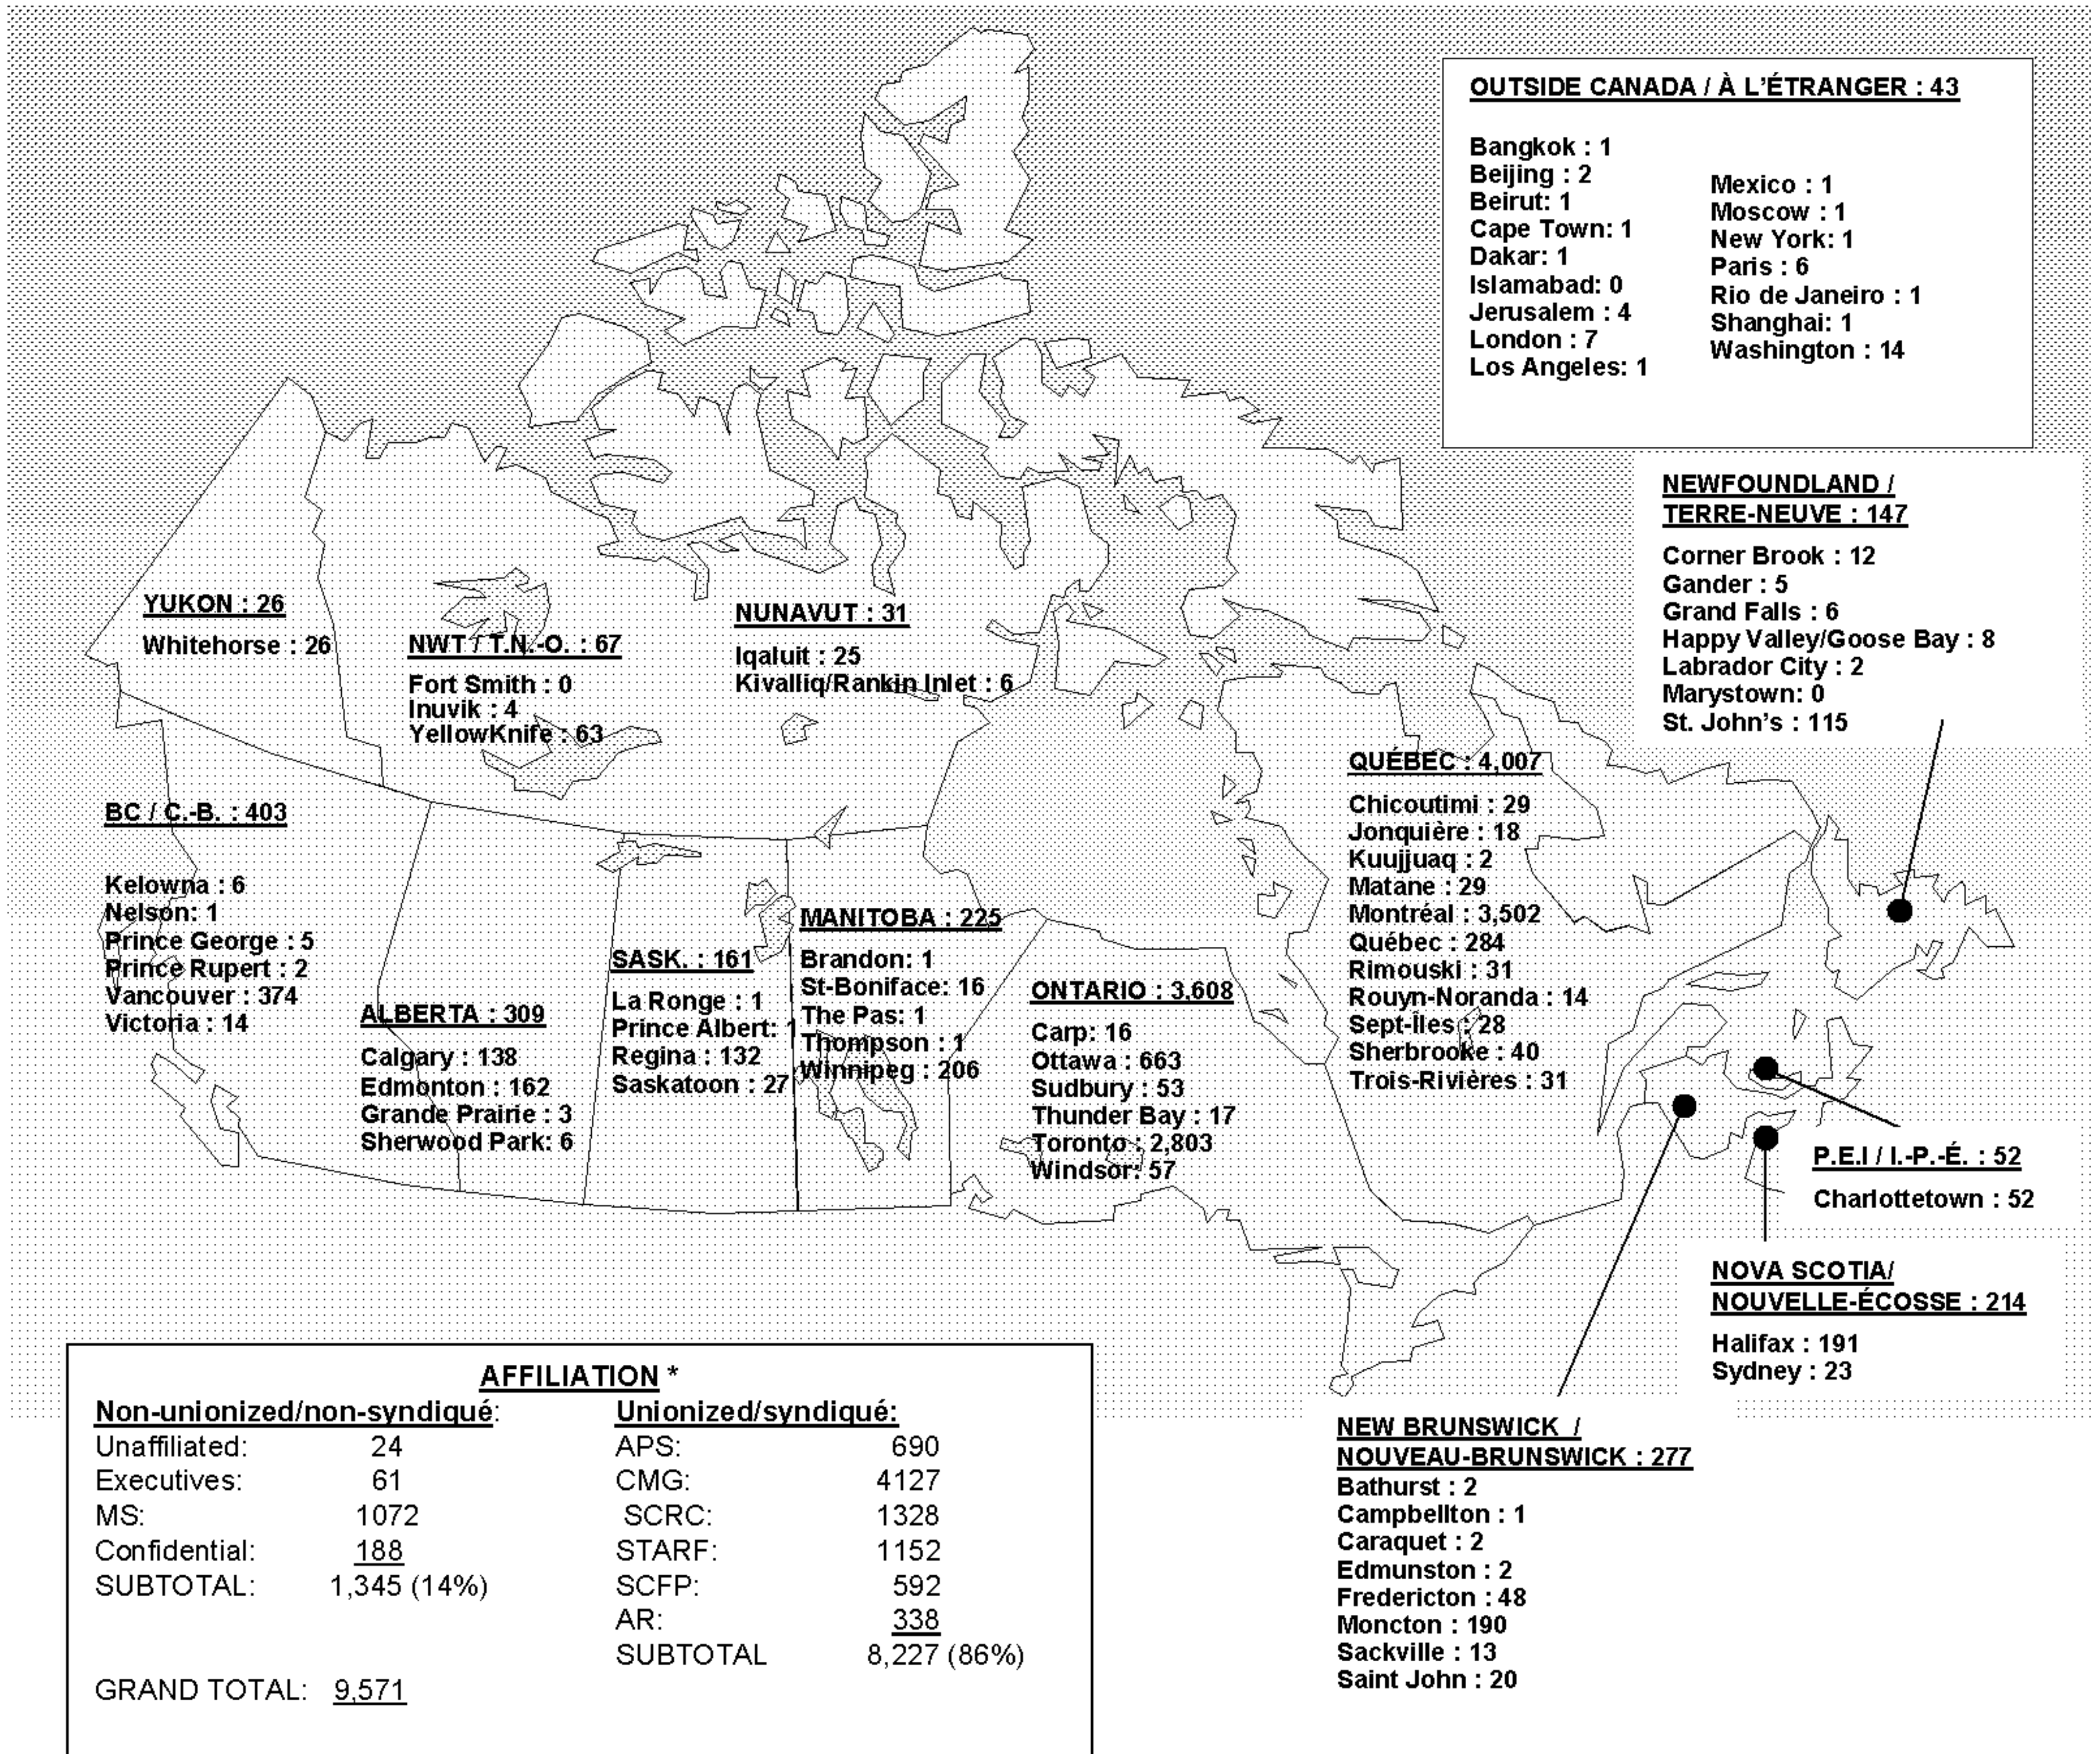 OUTSIDE CANADA / À L'ÉTRANGER : 43
Bangkok : 1
Beijing : 2
Beirut: 1
Cape Town: 1
Dakar: 1
Islamabad: 0
Jerusalem : 4
London : 7
Los Angeles: 1
Mexico : 1
Moscow : 1
New York: 1
Paris : 6
Rio de Janeiro : 1
Shanghai: 1
Washington : 14
NEWFOUNDLAND /
TERRE-NEUVE : 147
Corner Brook : 12
Gander : 5
Grand Falls : 6
Happy Valley/Goose Bay : 8
Labrador City : 2
Marystown: 0
St. John's : 115
YUKON : 26
Whitehorse : 26
NWT / T.N.-O. : 67
Fort Smith : 0
Inuvik : 4
YellowKnife : 63
NUNAVUT : 31
Iqaluit : 25
Kivalliq/Rankin Inlet : 6
BC / C.-B. : 403
Kelowna : 6
Nelson: 1
Prince George : 5
Prince Rupert : 2
Vancouver : 374
Victoria : 14
ALBERTA : 309
Calgary : 138
Edmonton : 162
Grande Prairie : 3
Sherwood Park: 6
SASK. : 161
La Ronge : 1
Prince Albert: 1
Regina : 132
Saskatoon : 27
MANITOBA : 225
Brandon: 1
St-Boniface: 16
The Pas: 1
Thompson : 1
Winnipeg : 206
ONTARIO : 3,608
Carp: 16
Ottawa : 663
Sudbury : 53
Thunder Bay : 17
Toronto : 2,803
Windsor: 57
QUÉBEC : 4,007
Chicoutimi : 29
Jonquière : 18
Kuujjuaq : 2
Matane : 29
Montréal : 3,502
Québec : 284
Rimouski : 31
Rouyn-Noranda : 14
Sept-Îles : 28
Sherbrooke : 40
Trois-Rivières : 31
P.E.I / I.-P.-É. : 52
Charlottetown : 52
NOVA SCOTIA/
NOUVELLE-ÉCOSSE : 214
Halifax : 191
Sydney : 23
NEW BRUNSWICK /
NOUVEAU-BRUNSWICK : 277
Bathurst : 2
Campbellton : 1
Caraquet : 2
Edmunston : 2
Fredericton : 48
Moncton : 190
Sackville : 13
Saint John : 20
AFFILIATION *
Non-unionized/non-syndiqué:
Unaffiliated: 24
Executives: 61
MS: 1072
Confidential: 188
SUBTOTAL: 1,345 (14%)
Unionized/syndiqué:
APS: 690
CMG: 4127
SCRC: 1328
STARF: 1152
SCFP: 592
AR: 338
SUBTOTAL 8,227 (86%)
GRAND TOTAL: 9,571